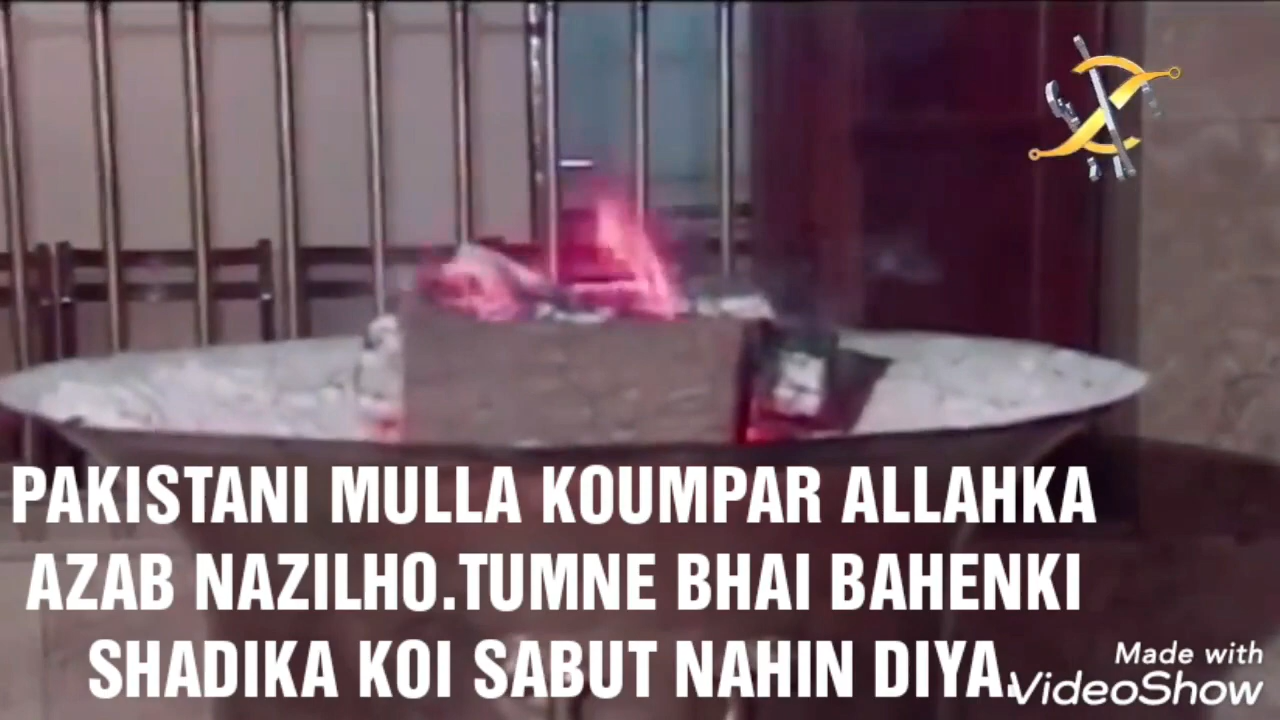 PAKISTANI MULLA KOUMPAR ALLAHKA
AZAB NAZILHO.TUMNE BHAI BAHENKI
SHADIKA KOI SABUT NAHIN DIYA.
Made with
VideoShow